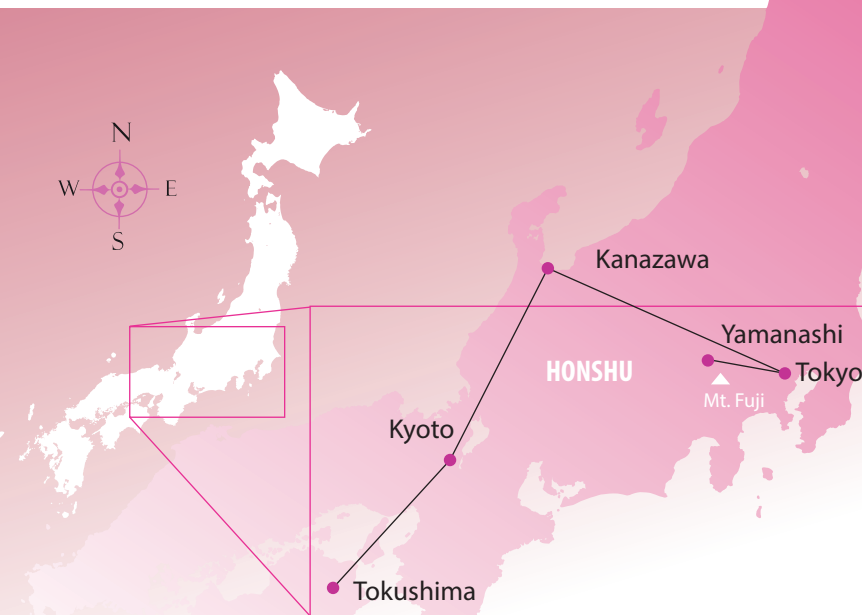 N
W
E
S
Kanazawa
Yamanashi
HONSHU
Tokyo
Mt. Fuji
Kyoto
Tokushima